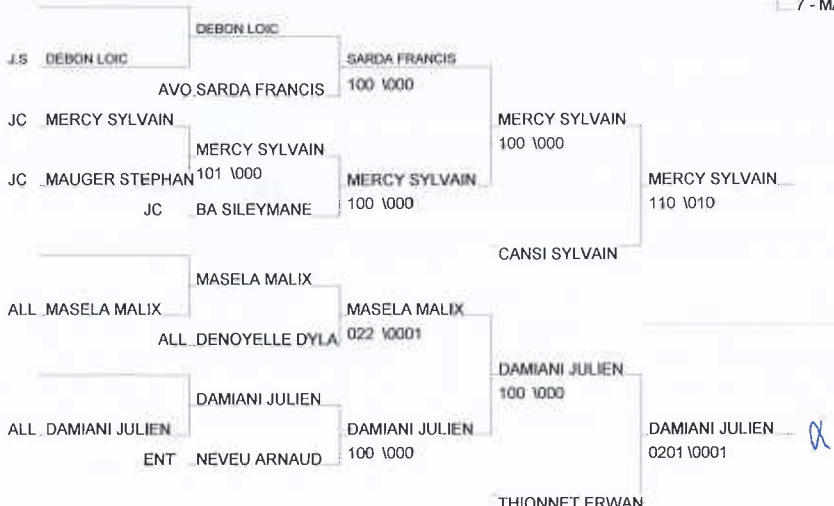 7 - MA
DEBON LOIC
J.S DEBON LOIC
SARDA FRANCIS
AVO SARDA FRANCIS
100 \000
JC MERCY SYLVAIN
MERCY SYLVAIN
100 \000
MERCY SYLVAIN
101 \000
JC MAUGER STEPHAN
MERCY SYLVAIN
100 \000
MERCY SYLVAIN
110 \010
JC BA SILEYMANE
CANSI SYLVAIN
MASELA MALIX
ALL MASELA MALIX
MASELA MALIX
022 \0001
ALL DENOYELLE DYLA
DAMIANI JULIEN
100 \000
DAMIANI JULIEN
ALL DAMIANI JULIEN
DAMIANI JULIEN
100 \000
DAMIANI JULIEN
0201 \0001
ENT NEVEU ARNAUD
THIONNET ERWAN